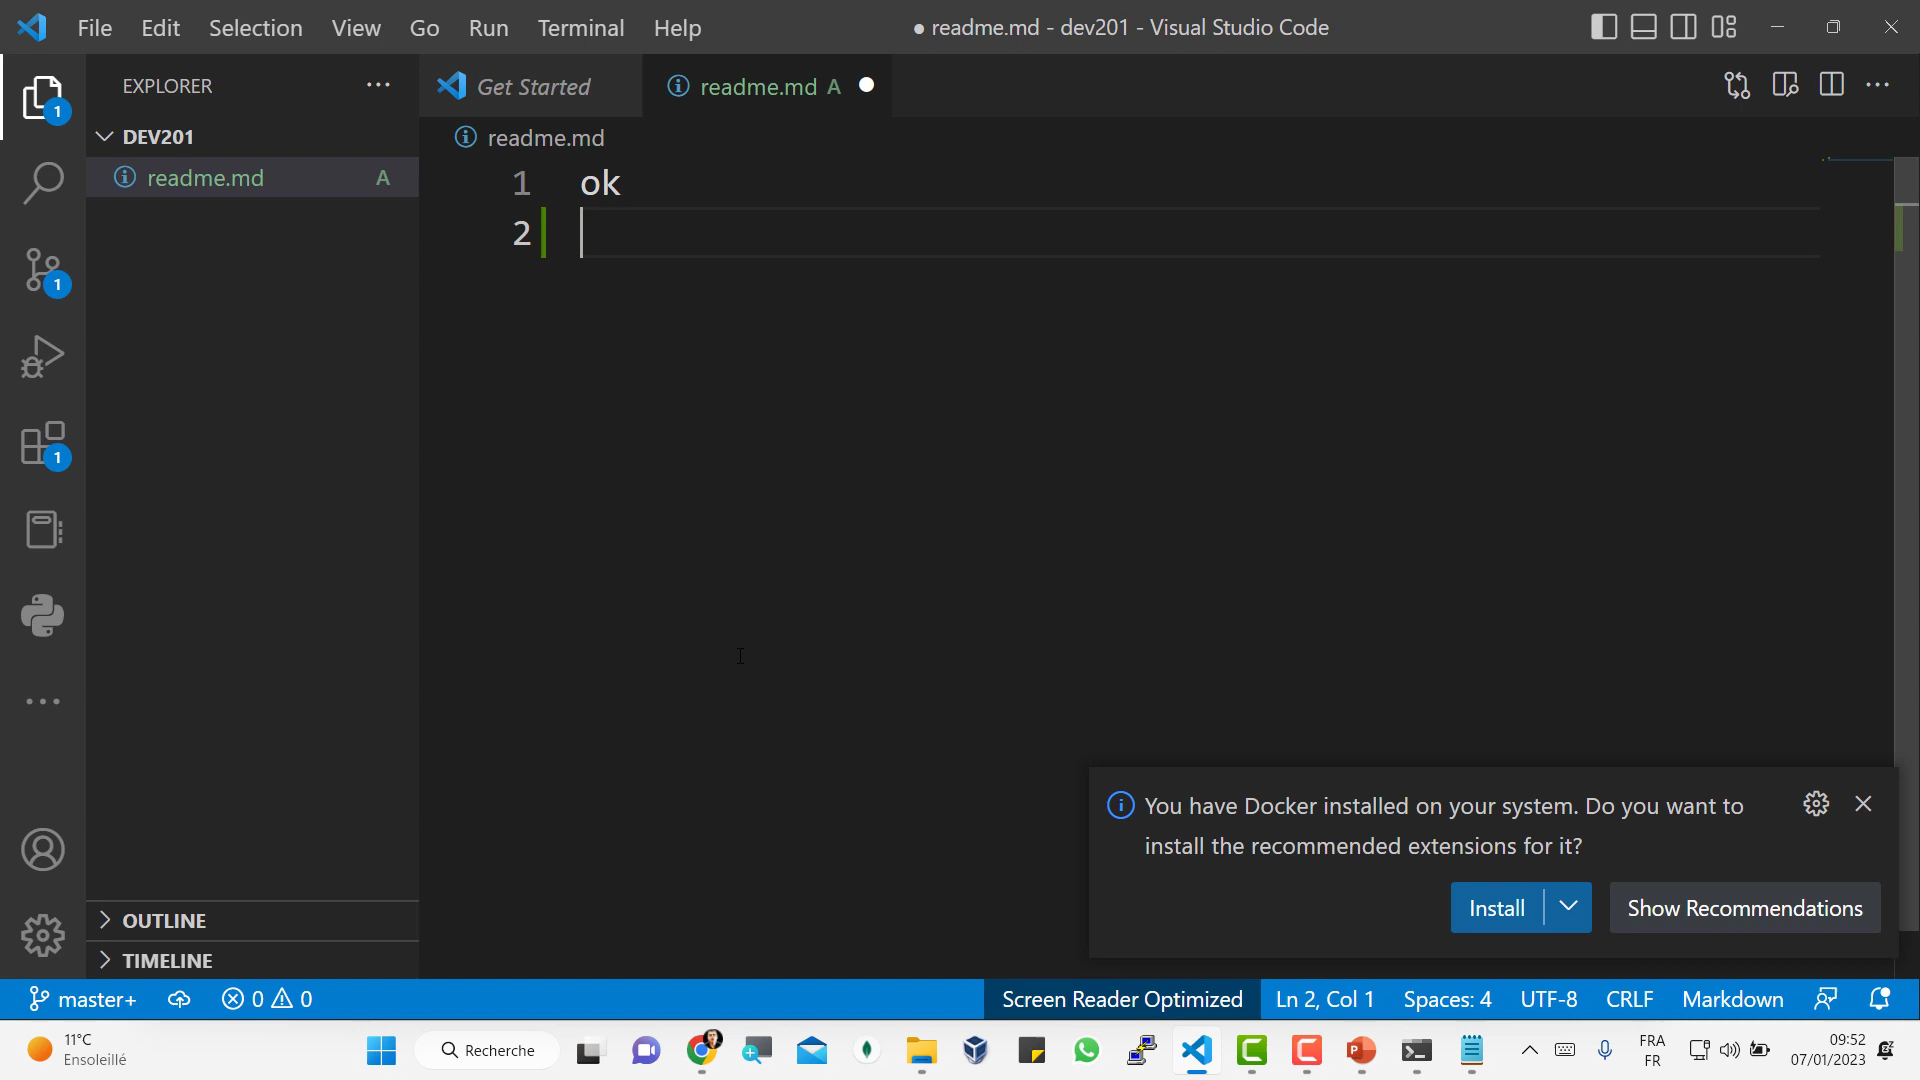 File Edit Selection View Go Run Terminal Help
● readme.md - dev201 - Visual Studio Code
EXPLORER
Get Started
readme.md A
DEV201
readme.md
readme.md A
1 ok
2
1
1
1
You have Docker installed on your system. Do you want to
install the recommended extensions for it?
Install
Show Recommendations
OUTLINE
TIMELINE
master+ 0 0
Screen Reader Optimized
Ln 2, Col 1
Spaces: 4
UTF-8
CRLF
Markdown
11°C
Ensoleillé
Recherche
FRA
FR
09:52
07/01/2023